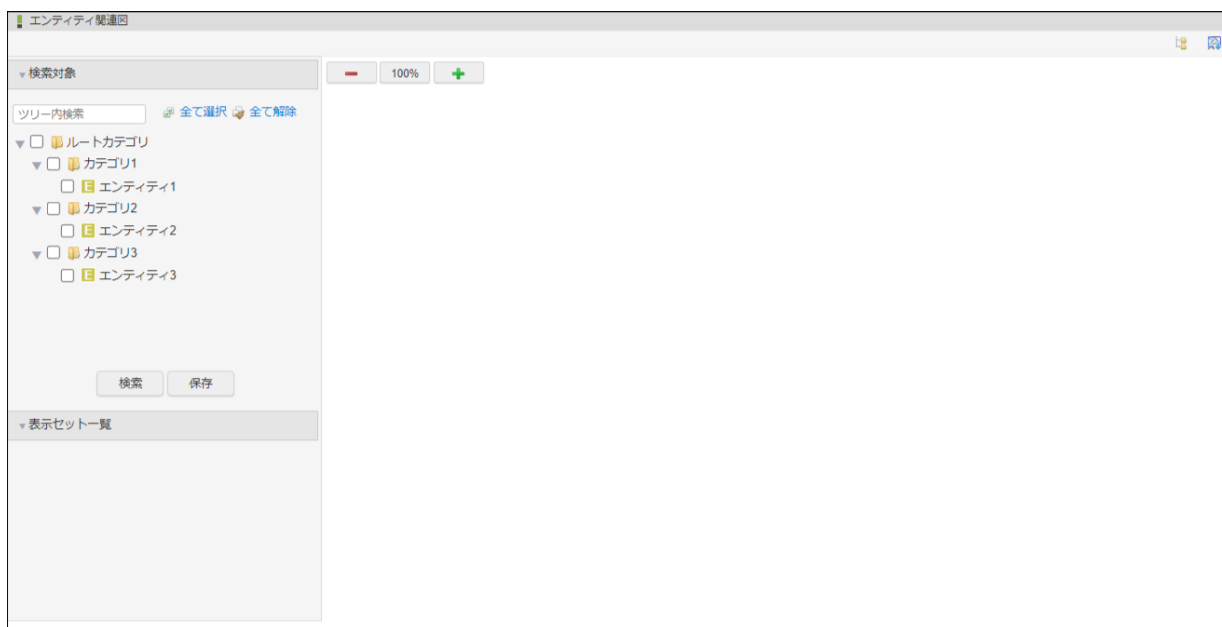 エンティティ関連図
検索対象
100%
ツリー内検索 全て選択 全て解除
ルートカテゴリ
カテゴリ1
E エンティティ1
カテゴリ2
E エンティティ2
カテゴリ3
E エンティティ3
検索 保存
表示セット一覧